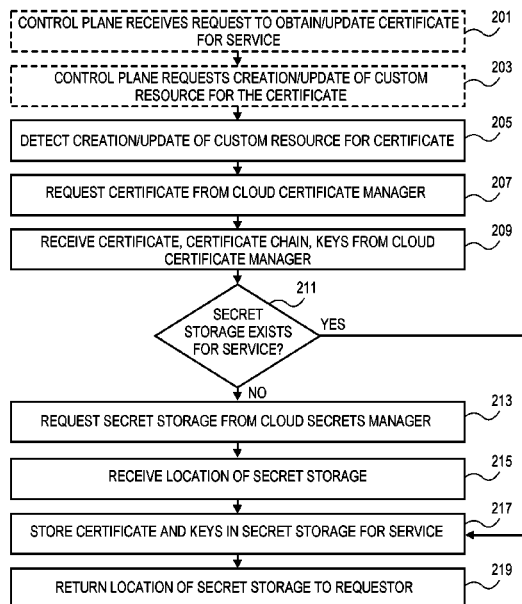 CONTROL PLANE RECEIVES REQUEST TO OBTAIN/UPDATE CERTIFICATE
FOR SERVICE
201
CONTROL PLANE REQUESTS CREATION/UPDATE OF CUSTOM
RESOURCE FOR THE CERTIFICATE
203
DETECT CREATION/UPDATE OF CUSTOM RESOURCE FOR CERTIFICATE
205
REQUEST CERTIFICATE FROM CLOUD CERTIFICATE MANAGER
207
RECEIVE CERTIFICATE, CERTIFICATE CHAIN, KEYS FROM CLOUD
CERTIFICATE MANAGER
209
211
SECRET
STORAGE EXISTS
FOR SERVICE?
YES
NO
REQUEST SECRET STORAGE FROM CLOUD SECRETS MANAGER
213
RECEIVE LOCATION OF SECRET STORAGE
215
STORE CERTIFICATE AND KEYS IN SECRET STORAGE FOR SERVICE
217
RETURN LOCATION OF SECRET STORAGE TO REQUESTOR
219